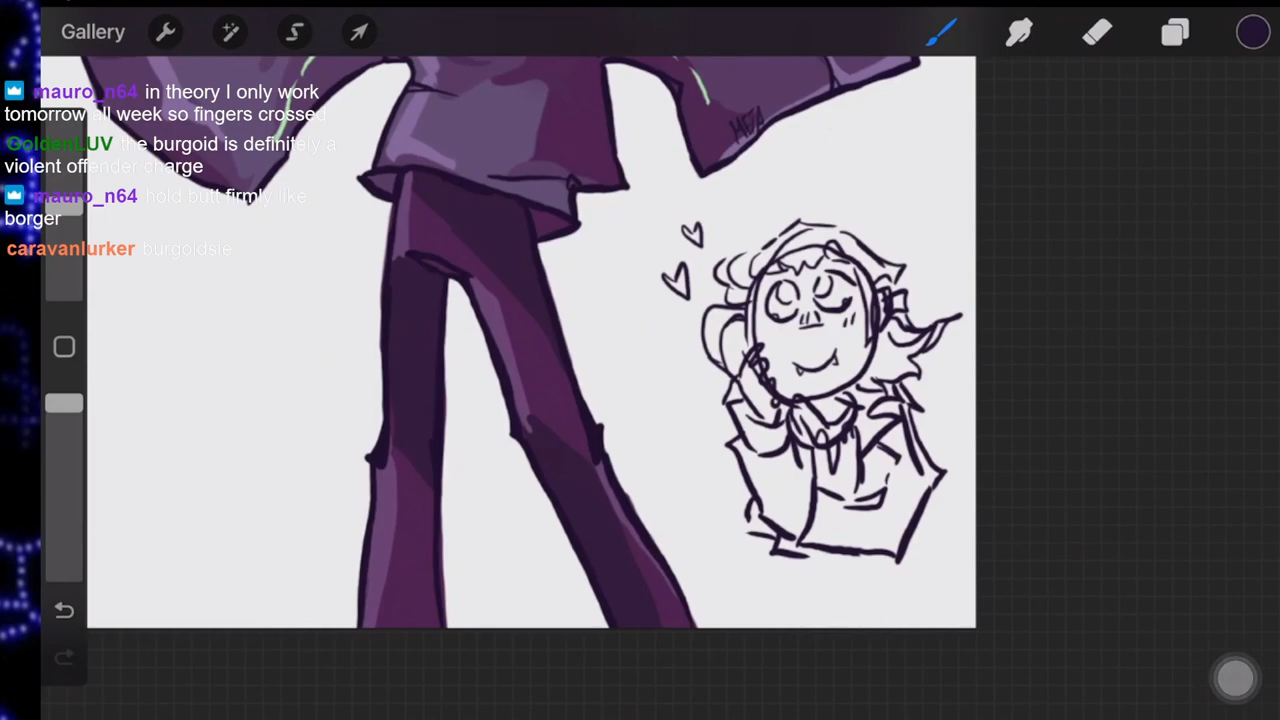 Gallery
mauro_n64 in theory I only work
tomorrow all week so fingers crossed
GoldenLUV the burgoid is definitely a
violent offender charge
mauro_n64 hold butt firmly like
borger
caravanlurker burgoldsie